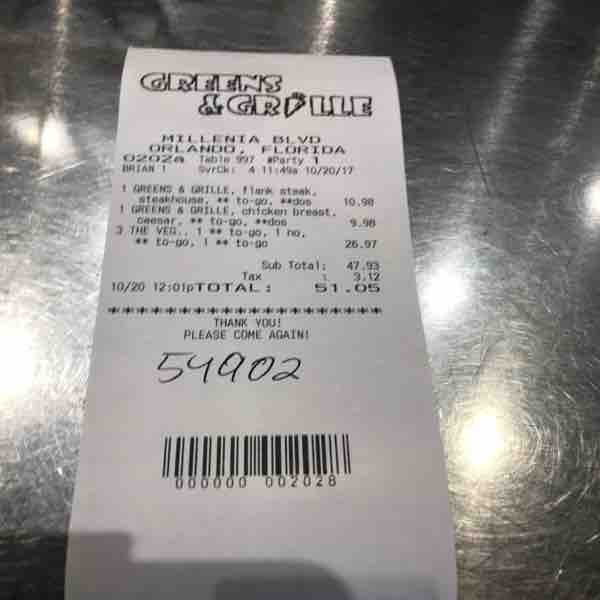 GREENS
& GRILLE
MILLENIA BLVD
ORLANDO, FLORIDA
0202A Table 997 #Party 1
BRIAN 1 SvrCk: 4 11:49a 10/20/17
1 GREENS & GRILLE, flank steak,
steakhouse, ** to-go, **dos 10.98
1 GREENS & GRILLE, chicken breast,
caesar, ** to-go, **dos 9.98
3 THE VEG., 1 ** to-go, 1 no,
** to-go, 1 ** to-go 26.97
Sub Total: 47.93
Tax : 3.12
10/20 12:01pTOTAL: 51.05
THANK YOU!
PLEASE COME AGAIN!
54902
000000 002028